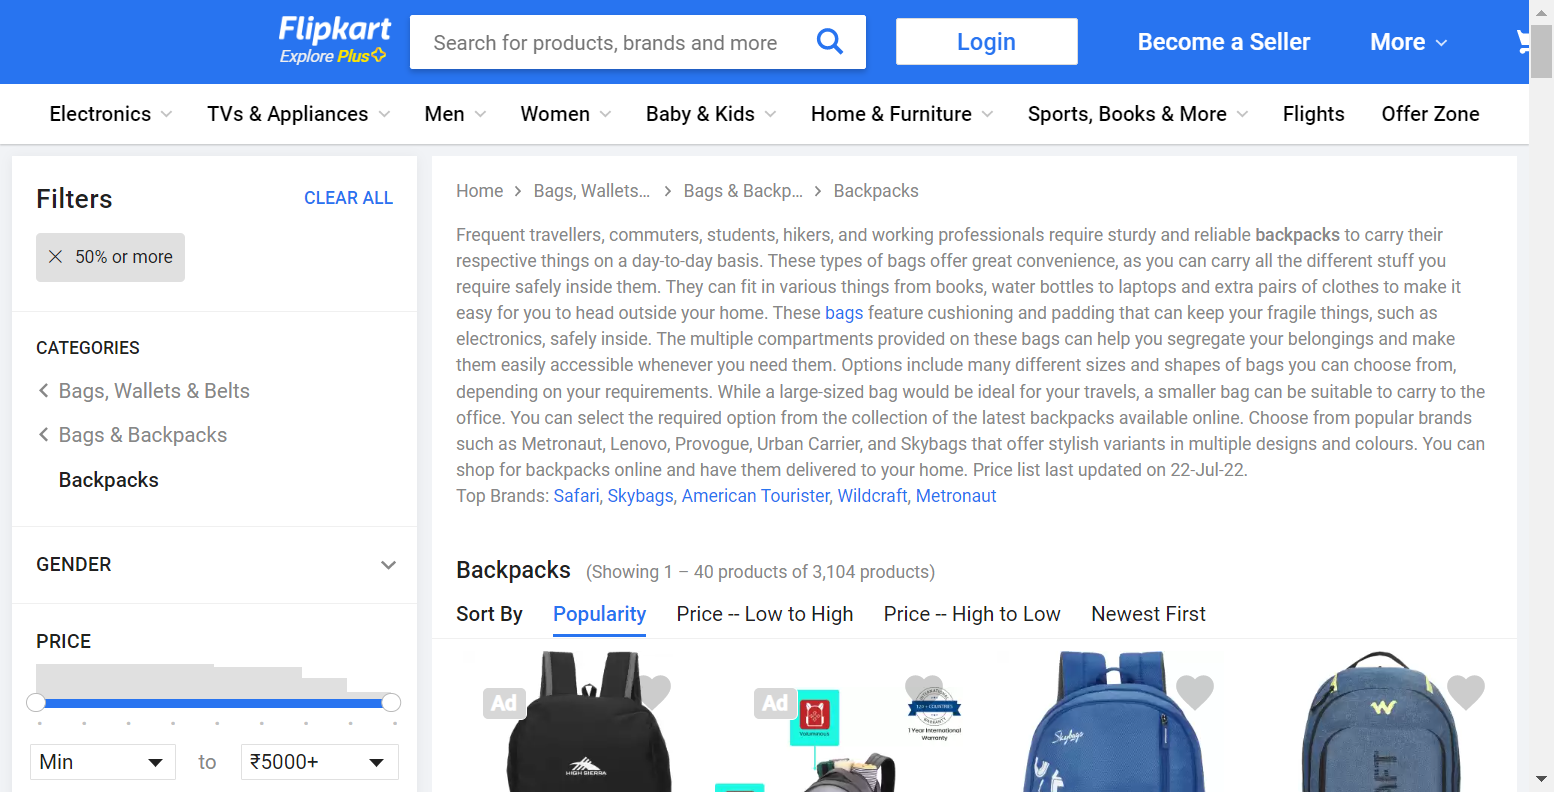 Flipkart
Explore Plus
Search for products, brands and more
Login
Become a Seller
More
Electronics
TVs & Appliances
Men
Women
Baby & Kids
Home & Furniture
Sports, Books & More
Flights
Offer Zone
Filters
CLEAR ALL
50% or more
CATEGORIES
Bags, Wallets & Belts
Bags & Backpacks
Backpacks
GENDER
PRICE
Min
to
₹5000+
Home
Bags, Wallets...
Bags & Backp...
Backpacks
Frequent travellers, commuters, students, hikers, and working professionals require sturdy and reliable backpacks to carry their
respective things on a day-to-day basis. These types of bags offer great convenience, as you can carry all the different stuff you
require safely inside them. They can fit in various things from books, water bottles to laptops and extra pairs of clothes to make it
easy for you to head outside your home. These bags feature cushioning and padding that can keep your fragile things, such as
electronics, safely inside. The multiple compartments provided on these bags can help you segregate your belongings and make
them easily accessible whenever you need them. Options include many different sizes and shapes of bags you can choose from,
depending on your requirements. While a large-sized bag would be ideal for your travels, a smaller bag can be suitable to carry to the
office. You can select the required option from the collection of the latest backpacks available online. Choose from popular brands
such as Metronaut, Lenovo, Provogue, Urban Carrier, and Skybags that offer stylish variants in multiple designs and colours. You can
shop for backpacks online and have them delivered to your home. Price list last updated on 22-Jul-22.
Top Brands: Safari, Skybags, American Tourister, Wildcraft, Metronaut
Backpacks (Showing 1 – 40 products of 3,104 products)
Sort By
Popularity
Price -- Low to High
Price -- High to Low
Newest First
Ad
HIGH SIERRA
Ad
Voluminous
INTERNATIONAL
120+ COUNTRIES
WARRANTY
1 Year International
Warranty
Skybags